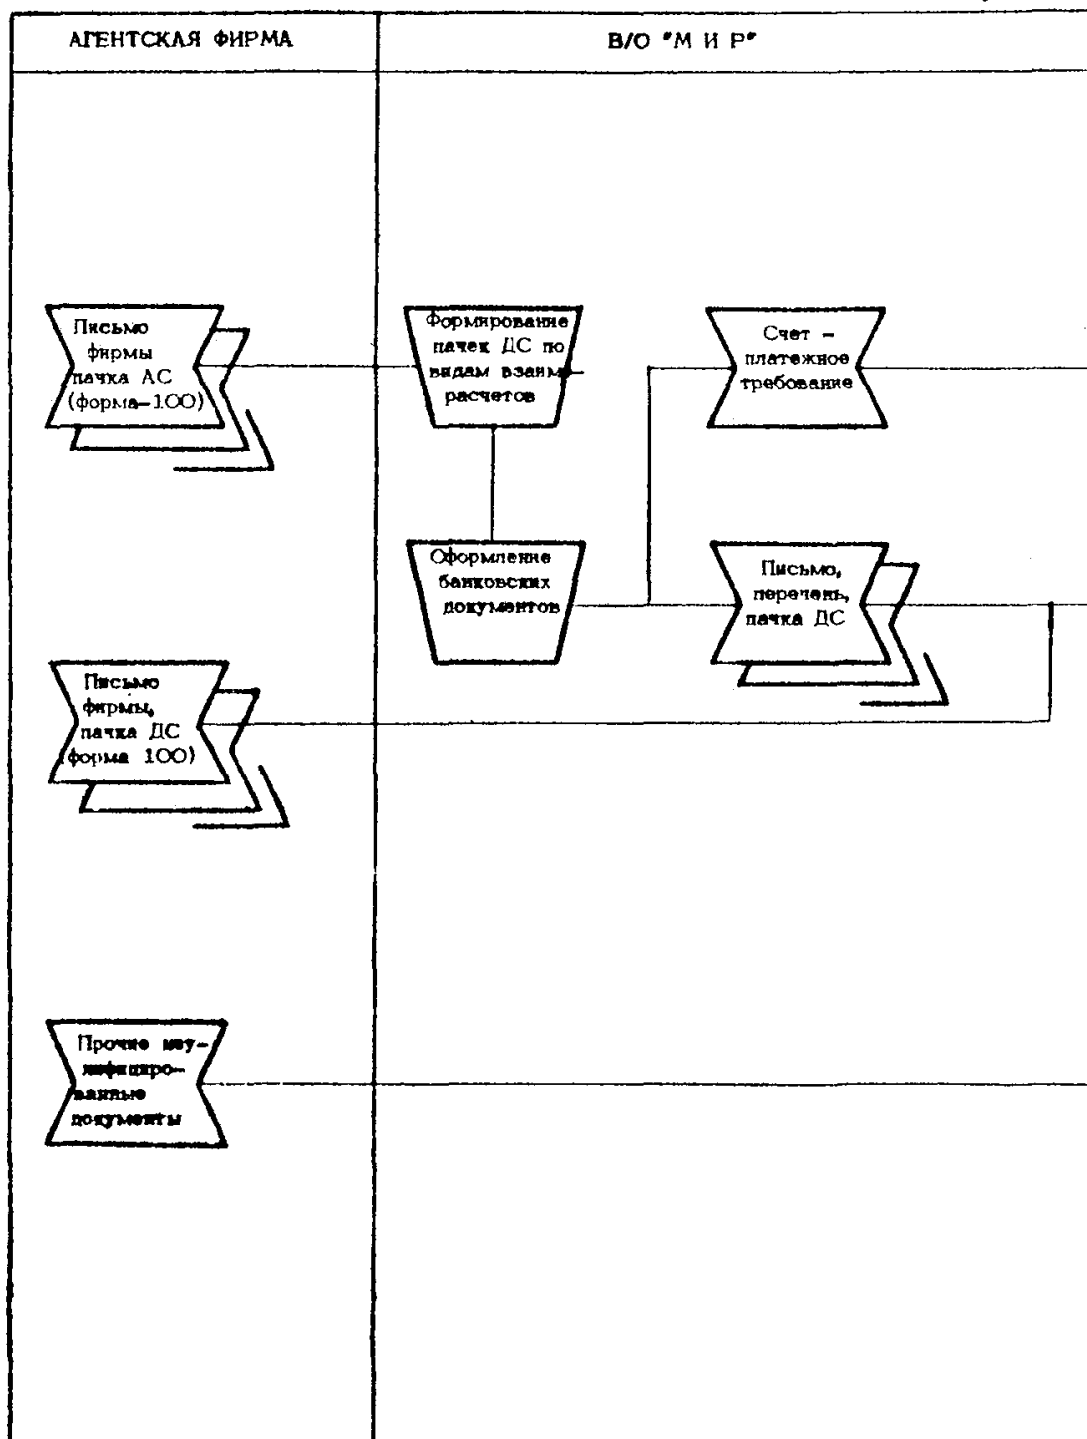 АГЕНТСКАЯ ФИРМА
В/О "М И Р"
Письмо
фирмы
пачка АС
(форма-100)
Формирование
пачек ДС по
видам взаим
расчетов
Счет -
платежное
требование
Оформление
банковских
документов
Письмо,
перечень,
пачка ДС
Письмо
фирмы,
пачка ДС
(форма 100)
Прочие неу-
нифициро-
ванные
документы